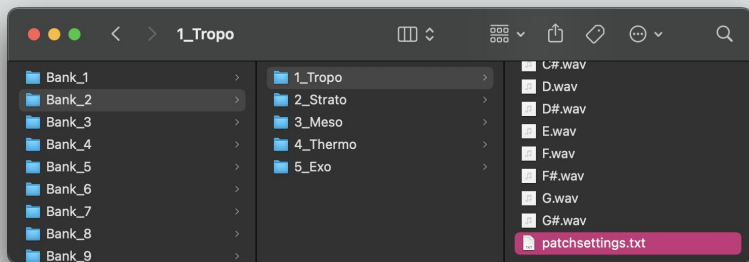 1_Tropo
Bank_1
Bank_2
Bank_3
Bank_4
Bank_5
Bank_6
Bank_7
Bank_8
Bank_9
1_Tropo
2_Strato
3_Meso
4_Thermo
5_Exo
C#.wav
D.wav
D#.wav
E.wav
F.wav
F#.wav
G.wav
G#.wav
patchsettings.txt